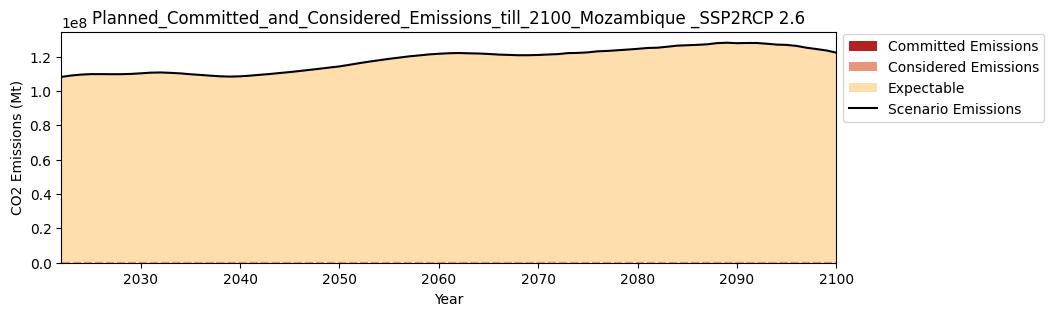 Planned_Committed_and_Considered_Emissions_till_2100_Mozambique _SSP2RCP 2.6
1e8
1.2
1.0
0.8
0.6
0.4
0.2
0.0
CO2 Emissions (Mt)
2030 2040 2050 2060 2070 2080 2090 2100
Year
Committed Emissions
Considered Emissions
Expectable
Scenario Emissions